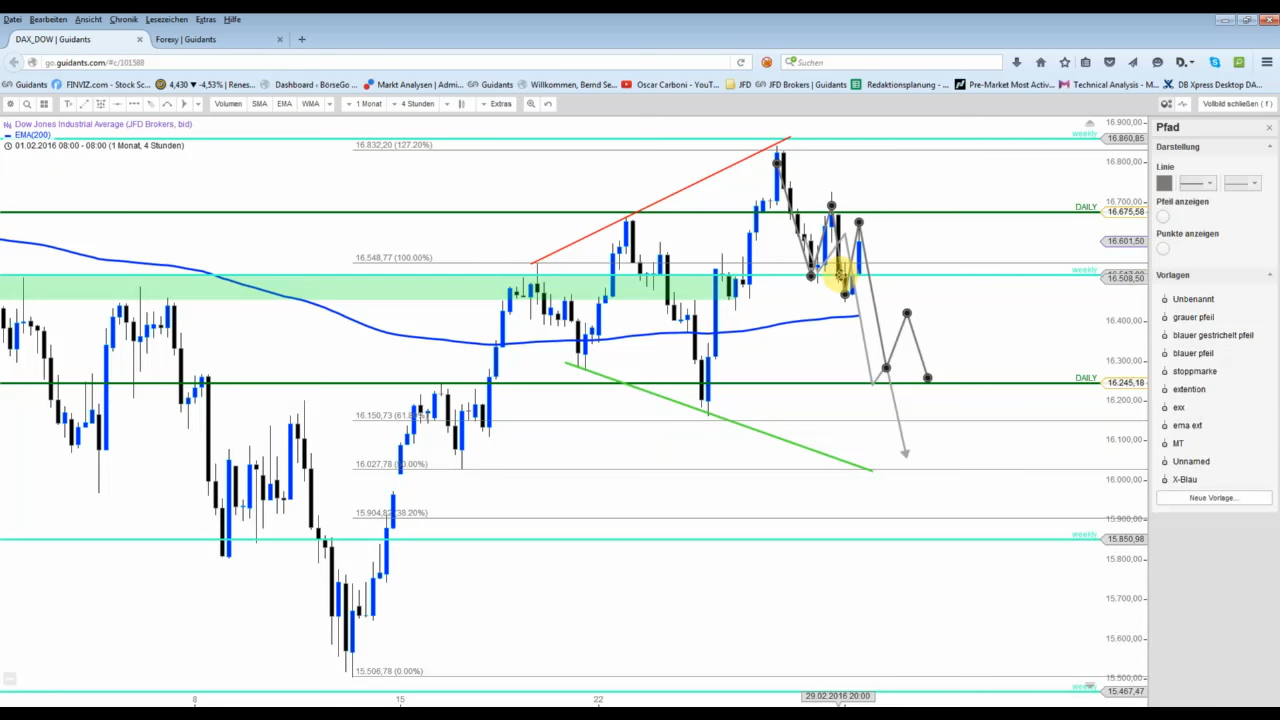 Datei Bearbeiten Ansicht Chronik Lesezeichen Extras Hilfe
DAX_DOW | Guidants × Forexy | Guidants × +
go.guidants.com/#c/101588 Suchen
Guidants FINVIZ.com - Stock... 4,430 ▾ -4,53% | Renes... Dashboard ‹ BörseGo ... Markt Analysen | Admi... Guidants Willkommen, Bernd Se... Oscar Carboni - YouT... JFD JFD Brokers | Guidants Redaktionsplanung - ... Pre-Market Most Activ... Technical Analysis - M... DB Xpress Desktop DA...
Volumen SMA EMA WMA 1 Monat 4 Stunden Extras Vollbild schließen ( f )
Dow Jones Industrial Average (JFD Brokers, bid)
EMA(200)
01.02.2016 08:00 - 08:00 (1 Monat, 4 Stunden)
16.900,00
weekly 16.860,85
16.832,20 (127.20%)
16.800,00
16.700,00
DAILY 16.675,58
16.601,50
16.548,77 (100.00%)
weekly
16.508,50
16.400,00
16.300,00
DAILY 16.245,18
16.200,00
16.150,73
16.100,00
16.027,78
16.000,00
15.904,82 (38.20%)
15.900,00
weekly 15.850,98
15.700,00
15.600,00
15.506,78 (0.00%)
15.500,00
weekly 15.467,47
8 15 22 29.02.2016 20:00
Pfad ×
Darstellung
Linie
Pfeil anzeigen
Punkte anzeigen
Vorlagen
Unbenannt
grauer pfeil
blauer gestrichelt pfeil
blauer pfeil
stoppmarke
extention
exx
ema ext
MT
Unnamed
X-Blau
Neue Vorlage...